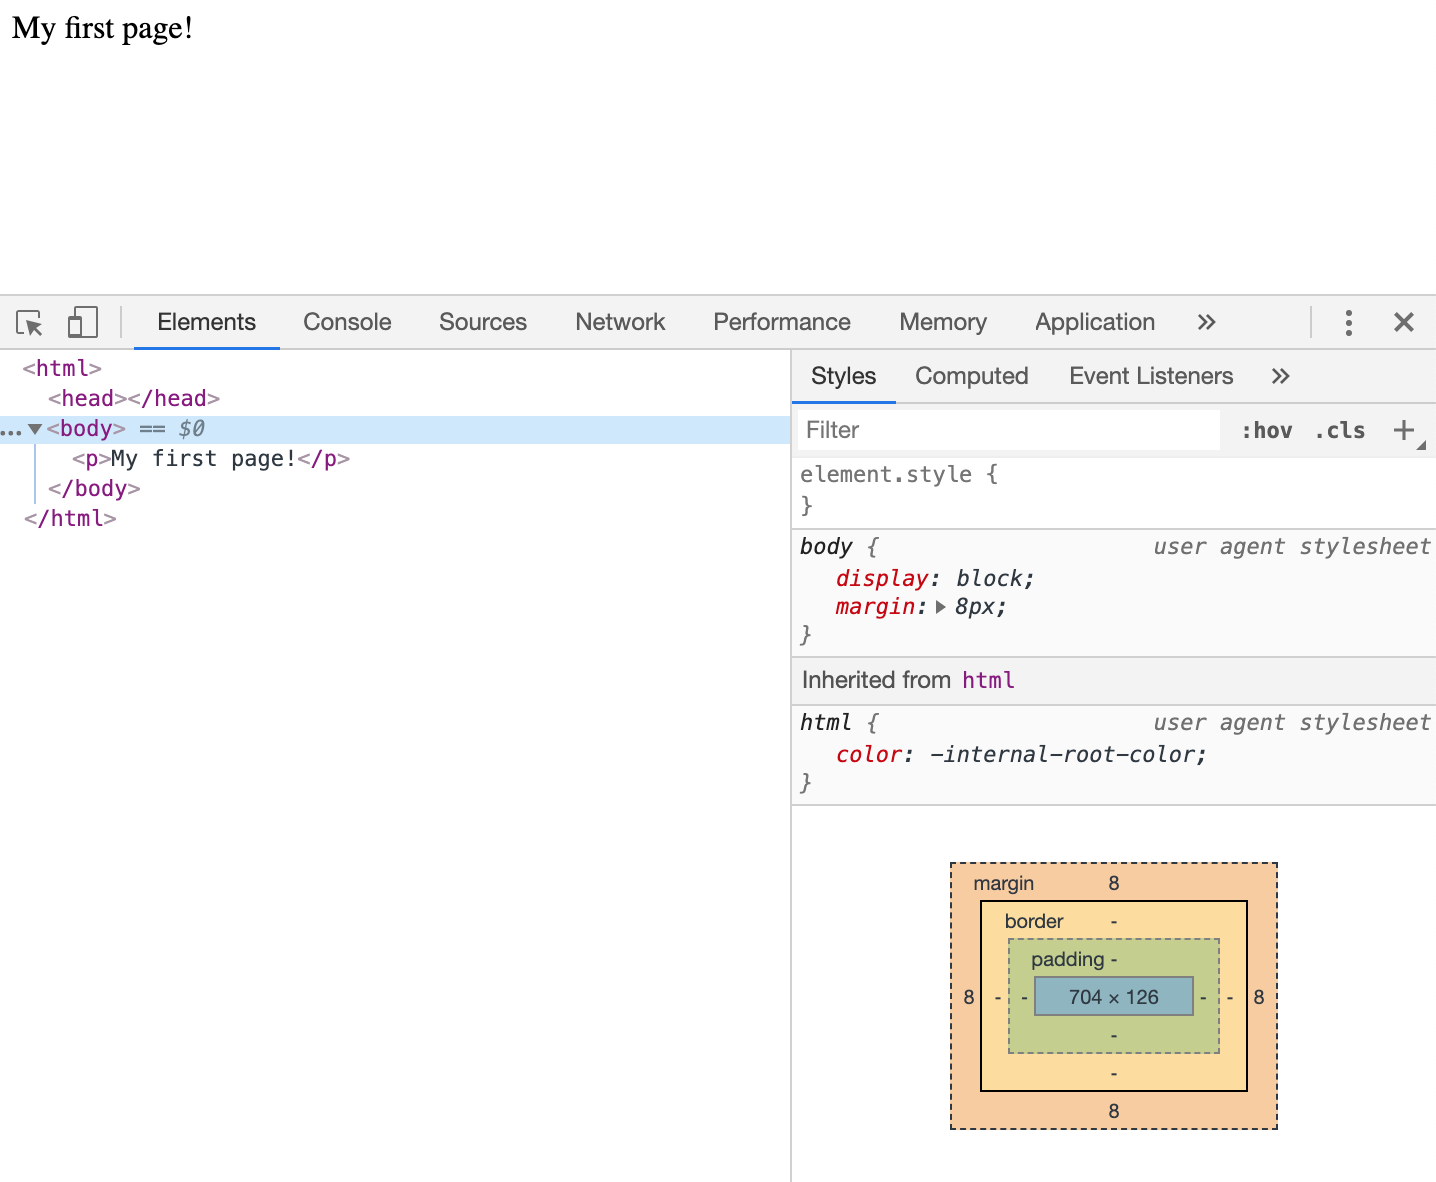 My first page!
Elements Console Sources Network Performance Memory Application »
<html>
<head></head>
... ▼<body> == $0
<p>My first page!</p>
</body>
</html>
Styles Computed Event Listeners »
Filter :hov .cls +
element.style {
}
body { user agent stylesheet
display: block;
margin: ▶ 8px;
}
Inherited from html
html { user agent stylesheet
color: -internal-root-color;
}
margin 8
border -
padding -
8 - - 704 × 126 - - 8
-
-
8